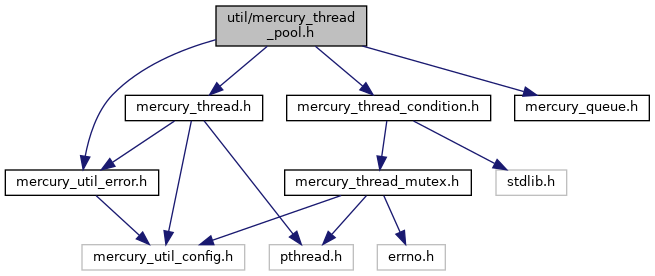 util/mercury_thread
_pool.h
mercury_thread.h
mercury_thread_condition.h
mercury_queue.h
mercury_util_error.h
mercury_thread_mutex.h
stdlib.h
mercury_util_config.h
pthread.h
errno.h